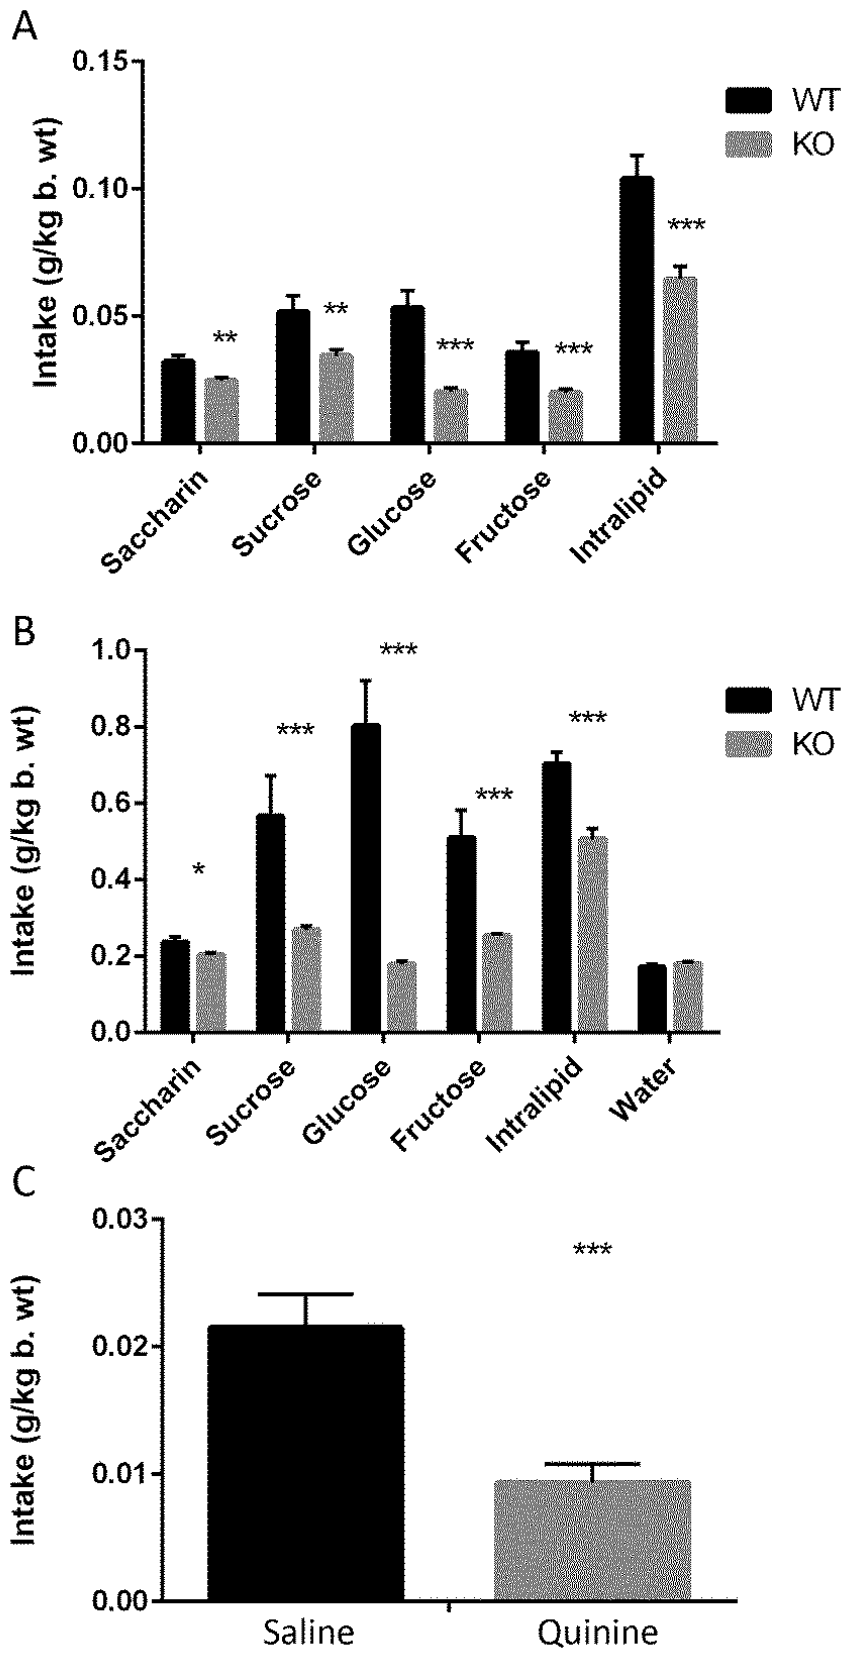 A
0.15
0.10
0.05
0.00
Intake (g/kg b. wt)
WT
KO
**
**
***
***
***
Saccharin
Sucrose
Glucose
Fructose
Intralipid
B
1.0
0.8
0.6
0.4
0.2
0.0
Intake (g/kg b. wt)
WT
KO
*
***
***
***
***
Saccharin
Sucrose
Glucose
Fructose
Intralipid
Water
C
0.03
0.02
0.01
0.00
Intake (g/kg b. wt)
***
Saline
Quinine